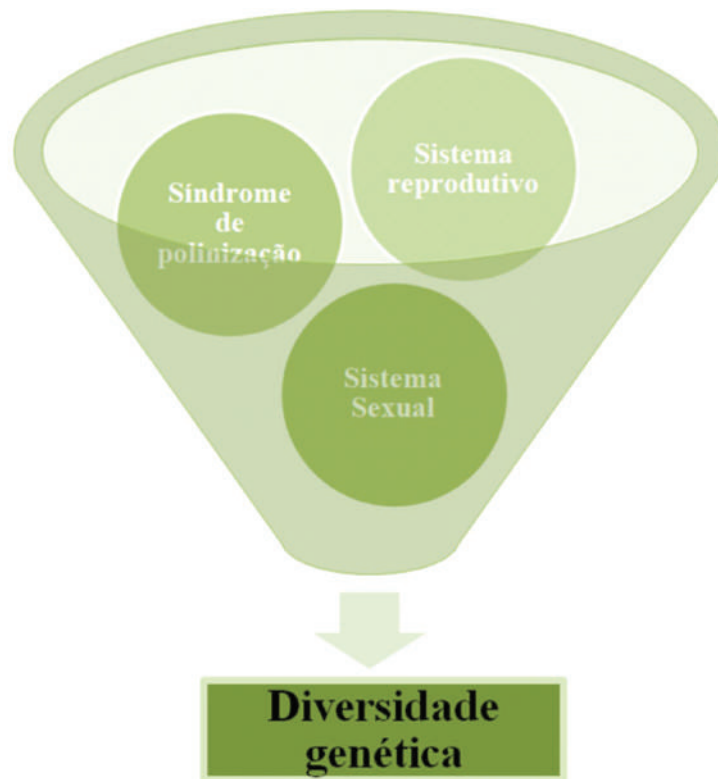 Síndrome
de
polinização
Sistema
reprodutivo
Sistema
Sexual
Diversidade
genética